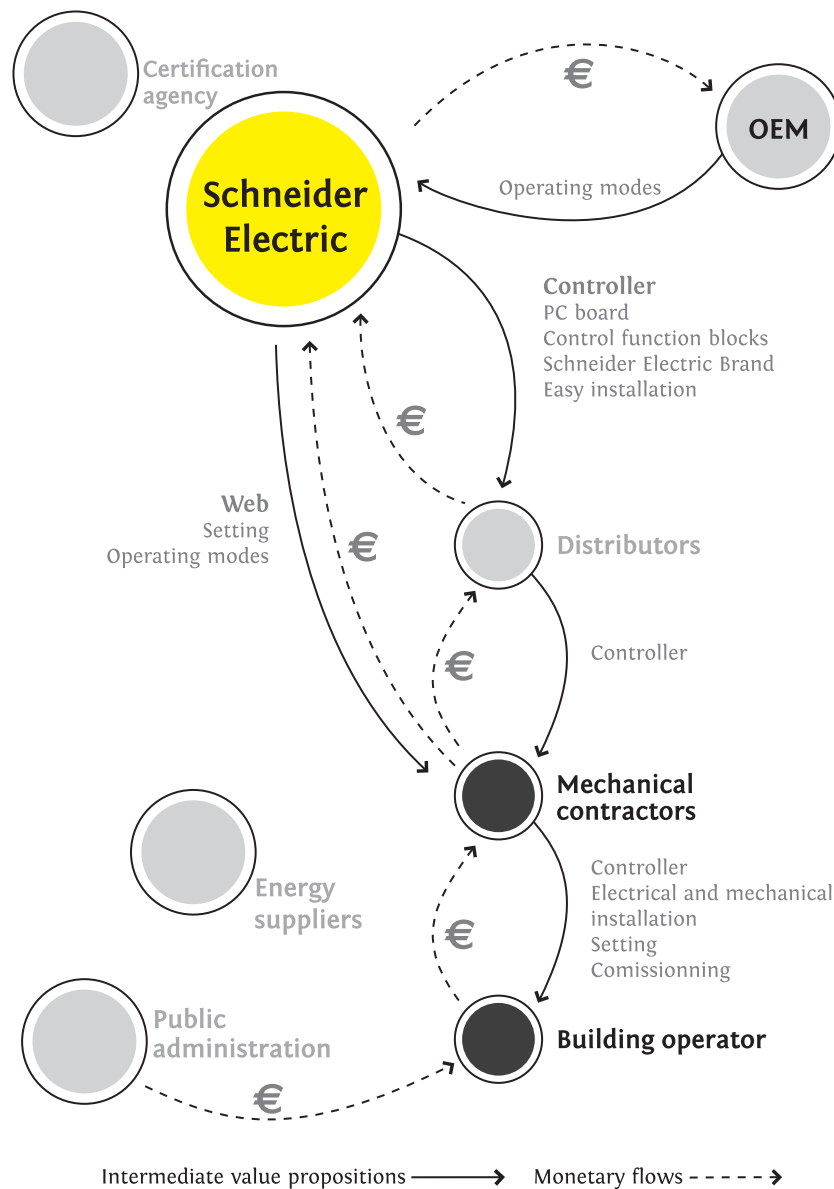 Certification
agency
€
OEM
Schneider
Electric
Operating modes
Controller
PC board
Control function blocks
Schneider Electric Brand
Easy installation
€
Web
Setting
Operating modes
€
Distributors
€
Controller
Mechanical
contractors
Energy
suppliers
Controller
Electrical and mechanical
installation
Setting
Comissionning
€
Public
administration
Building operator
€
Intermediate value propositions
Monetary flows